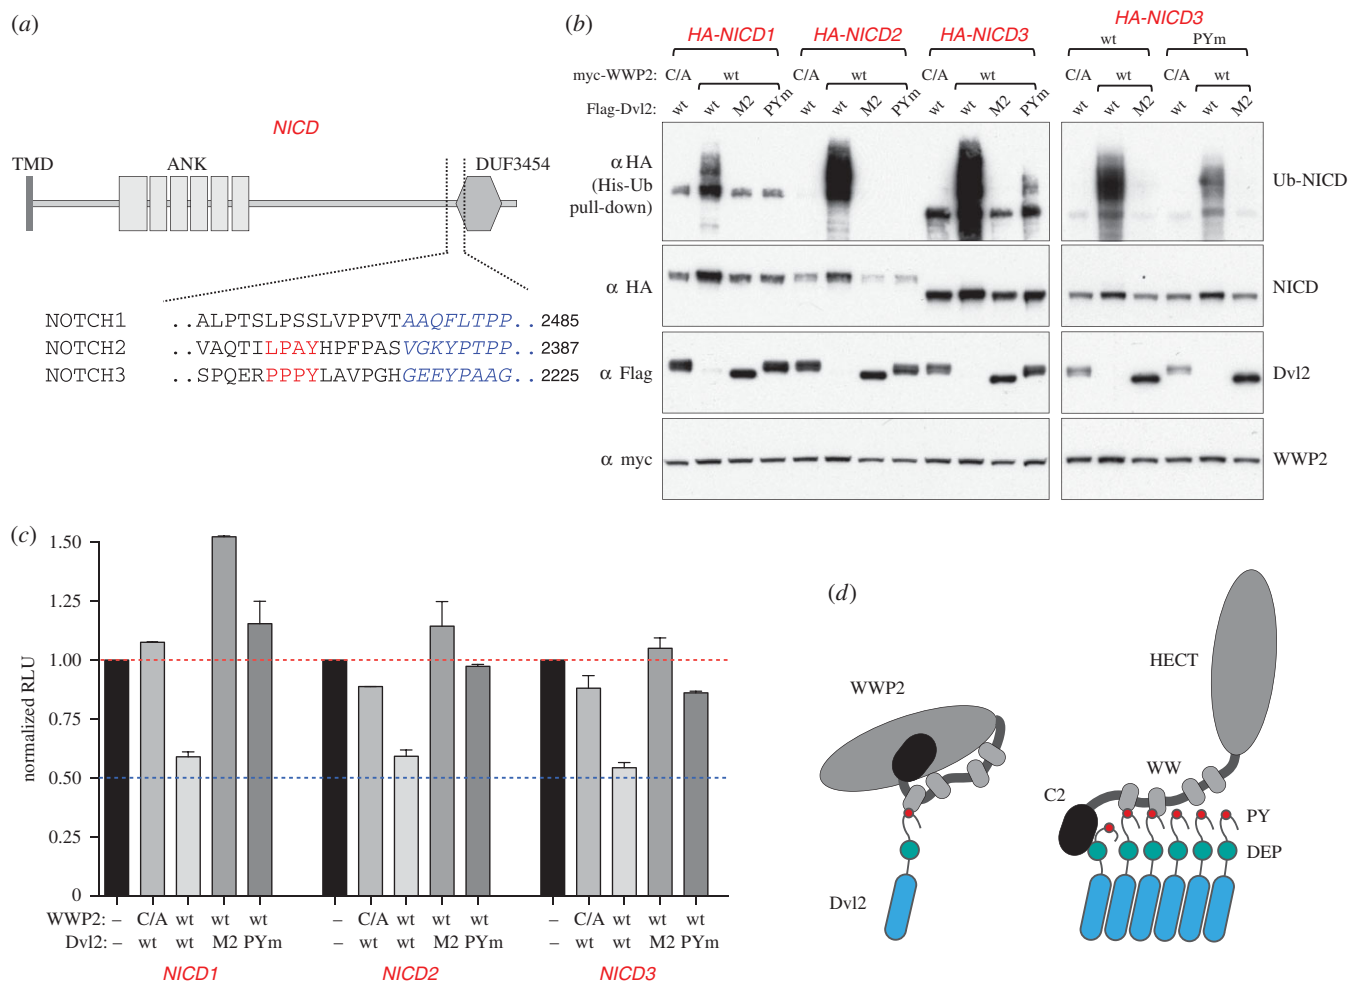 (a)
NICD
TMD
ANK
DUF3454
NOTCH1 ..ALPTSLPSSLVPPVTAAQFLTPP.. 2485
NOTCH2 ..VAQTILPAYHPFPASVGKYPTPP.. 2387
NOTCH3 ..SPQERPPPYLAVPGHGEEYPAAG.. 2225
(b)
HA-NICD1 HA-NICD2 HA-NICD3 HA-NICD3
wt PYm
myc-WWP2: C/A wt C/A wt C/A wt C/A wt C/A wt
Flag-Dvl2: wt wt M2 PYm wt wt M2 PYm wt wt M2 PYm wt wt M2 wt wt M2
α HA
(His-Ub
pull-down)
Ub-NICD
α HA
NICD
α Flag
Dvl2
α myc
WWP2
(c)
normalized RLU
1.50
1.25
1.00
0.75
0.50
0.25
0
WWP2: – C/A wt wt wt – C/A wt wt wt – C/A wt wt wt
Dvl2: – wt wt M2 PYm – wt wt M2 PYm – wt wt M2 PYm
NICD1 NICD2 NICD3
(d)
WWP2
Dvl2
HECT
WW
C2
PY
DEP